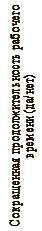 Сокращенная продолжительность рабочего
времени (да/нет)